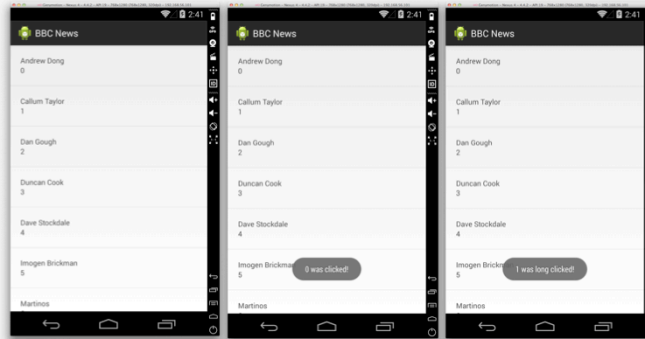 2:41
BBC News
Andrew Dong
0
Callum Taylor
1
Dan Gough
2
Duncan Cook
3
Dave Stockdale
4
Imogen Brickman
5
Martinos
2:41
BBC News
Andrew Dong
0
Callum Taylor
1
Dan Gough
2
Duncan Cook
3
Dave Stockdale
4
Imogen Brickman
5
0 was clicked!
Martinos
2:41
BBC News
Andrew Dong
0
Callum Taylor
1
Dan Gough
2
Duncan Cook
3
Dave Stockdale
4
Imogen Brickm
5
1 was long clicked!
Martinos